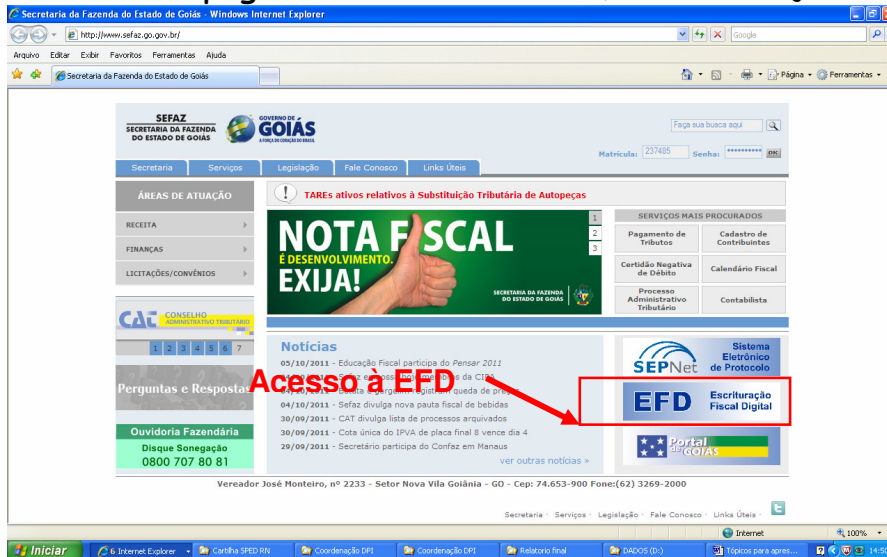 Secretaria da Fazenda do Estado de Goiás - Windows Internet Explorer
http://www.sefaz.go.gov.br/
Google
Arquivo Editar Exibir Favoritos Ferramentas Ajuda
Secretaria da Fazenda do Estado de Goiás
Página Ferramentas
SEFAZ
SECRETARIA DA FAZENDA
DO ESTADO DE GOIÁS
GOVERNO DE
GOIÁS
A FORÇA DO CORAÇÃO DO BRASIL
Faça sua busca aqui
Matrícula: 237485 Senha: ********** OK
Secretaria Serviços Legislação Fale Conosco Links Úteis
ÁREAS DE ATUAÇÃO
RECEITA
FINANÇAS
LICITAÇÕES/CONVÊNIOS
! TAREs ativos relativos à Substituição Tributária de Autopeças
NOTA FISCAL
É DESENVOLVIMENTO.
EXIJA!
SECRETARIA DA FAZENDA
DO ESTADO DE GOIÁS
1
2
3
SERVIÇOS MAIS PROCURADOS
Pagamento de Tributos
Cadastro de Contribuintes
Certidão Negativa de Débito
Calendário Fiscal
Processo Administrativo Tributário
Contabilista
CAT CONSELHO
ADMINISTRATIVO TRIBUTÁRIO
1 2 3 4 5 6 7
Perguntas e Respostas
Ouvidoria Fazendária
Disque Sonegação
0800 707 80 81
Notícias
05/10/2011 - Educação Fiscal participa do Pensar 2011
Acesso à EFD
04/10/2011 - Sefaz divulga nova pauta fiscal de bebidas
30/09/2011 - CAT divulga lista de processos arquivados
30/09/2011 - Cota única do IPVA de placa final 8 vence dia 4
29/09/2011 - Secretário participa do Confaz em Manaus
ver outras notícias »
SEPNet
Sistema
Eletrônico
de Protocolo
EFD
Escrituração
Fiscal Digital
Portal
de GOIÁS
Vereador José Monteiro, nº 2233 - Setor Nova Vila Goiânia - GO - Cep: 74.653-900 Fone:(62) 3269-2000
Secretaria · Serviços · Legislação · Fale Conosco · Links Úteis ·
Internet 100%
Iniciar 6 Internet Explorer Cartilha SPED RN Coordenação DPI Coordenação DPI Relatorio final DADOS (D:) Tópicos para apres... 14:50